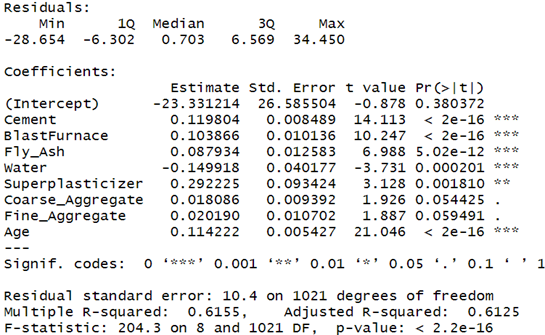 Residuals:
    Min      1Q  Median      3Q     Max
-28.654  -6.302   0.703   6.569  34.450

Coefficients:
                   Estimate Std. Error t value Pr(>|t|)
(Intercept)      -23.331214  26.585504  -0.878 0.380372
Cement             0.119804   0.008489  14.113  < 2e-16 ***
BlastFurnace       0.103866   0.010136  10.247  < 2e-16 ***
Fly_Ash            0.087934   0.012583   6.988 5.02e-12 ***
Water             -0.149918   0.040177  -3.731 0.000201 ***
Superplasticizer   0.292225   0.093424   3.128 0.001810 **
Coarse_Aggregate   0.018086   0.009392   1.926 0.054425 .
Fine_Aggregate     0.020190   0.010702   1.887 0.059491 .
Age                0.114222   0.005427  21.046  < 2e-16 ***
---
Signif. codes:  0 ‘***’ 0.001 ‘**’ 0.01 ‘*’ 0.05 ‘.’ 0.1 ‘ ’ 1

Residual standard error: 10.4 on 1021 degrees of freedom
Multiple R-squared:  0.6155,	Adjusted R-squared:  0.6125
F-statistic: 204.3 on 8 and 1021 DF,  p-value: < 2.2e-16